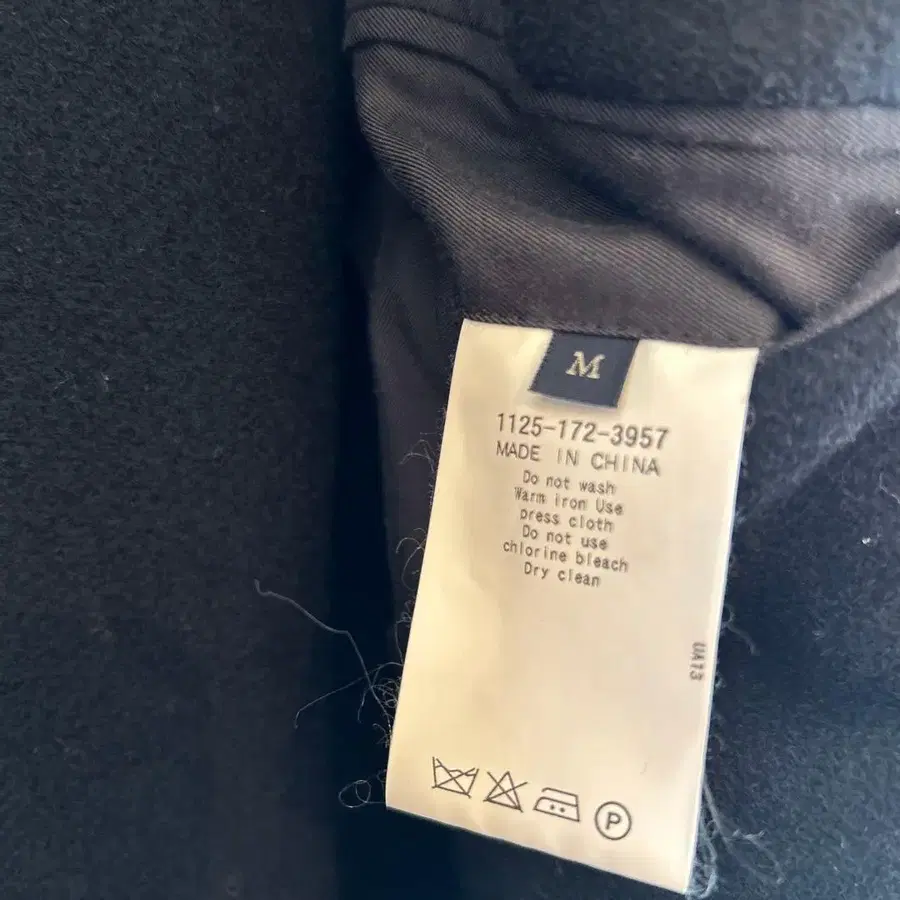 M
1125-172-3957
MADE IN CHINA
Do not wash
Warm iron Use
press cloth
Do not use
chlorine bleach
Dry clean
UA13
P